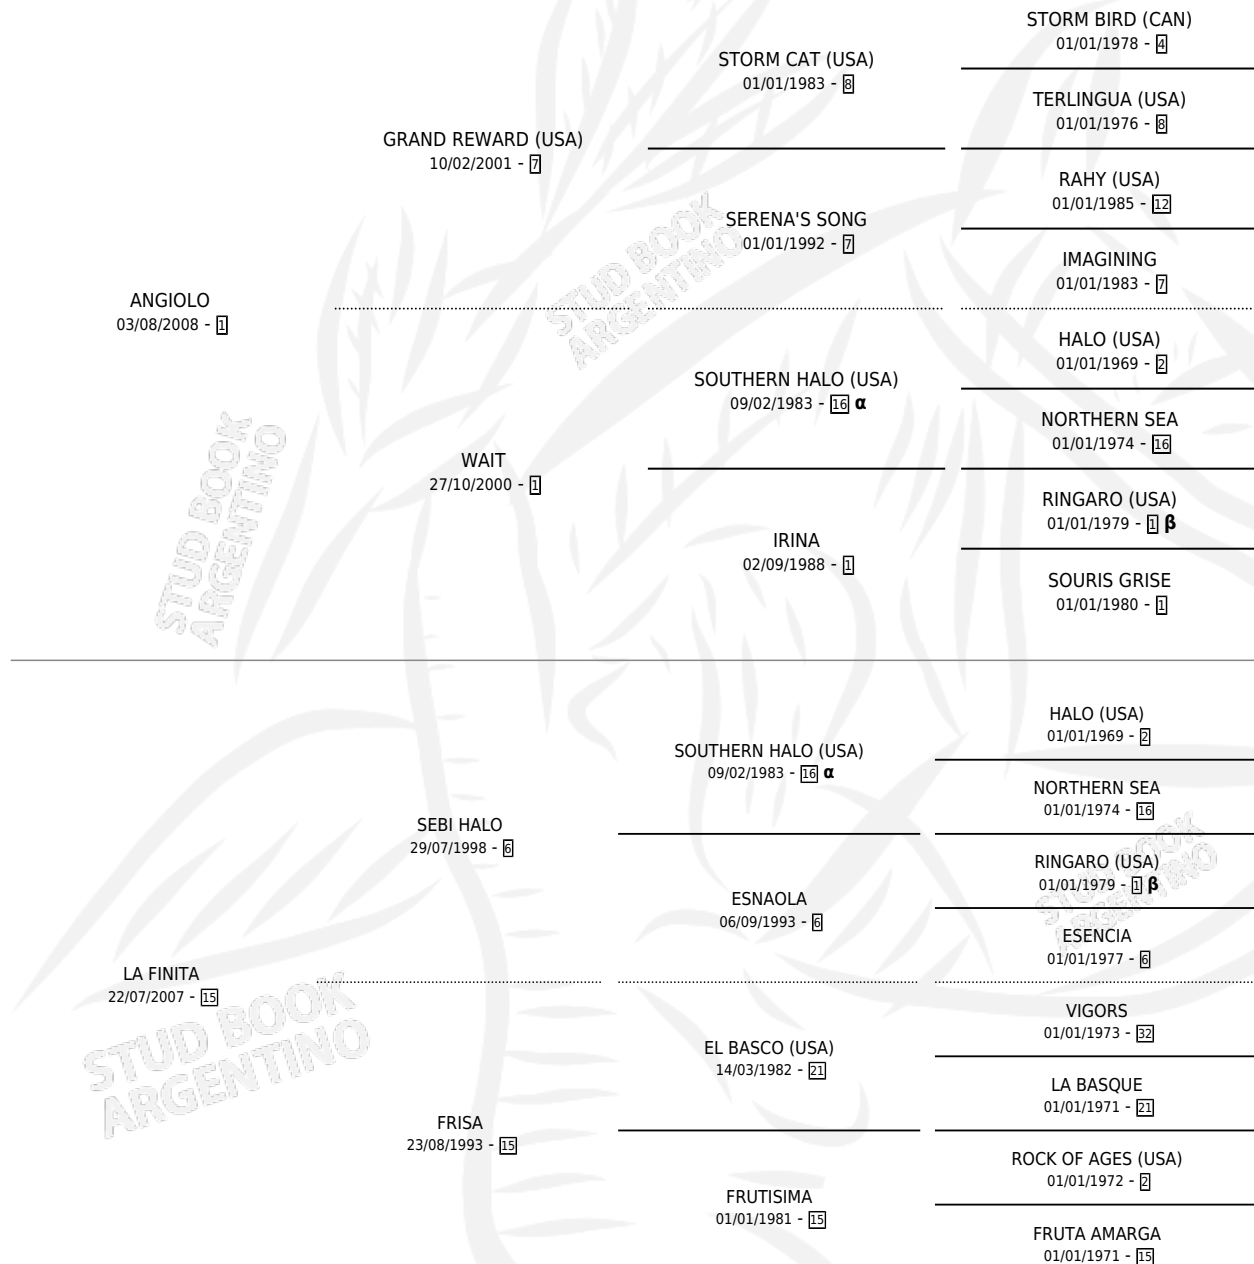 STORM BIRD (CAN)
01/01/1978 - 4
STORM CAT (USA)
01/01/1983 - 8
TERLINGUA (USA)
01/01/1976 - 8
GRAND REWARD (USA)
10/02/2001 - 7
RAHY (USA)
01/01/1985 - 12
SERENA'S SONG
01/01/1992 - 7
IMAGINING
01/01/1983 - 7
ANGIOLO
03/08/2008 - 1
HALO (USA)
01/01/1969 - 2
SOUTHERN HALO (USA)
09/02/1983 - 16 α
NORTHERN SEA
01/01/1974 - 16
WAIT
27/10/2000 - 1
RINGARO (USA)
01/01/1979 - 1 β
IRINA
02/09/1988 - 1
SOURIS GRISE
01/01/1980 - 1
HALO (USA)
01/01/1969 - 2
SOUTHERN HALO (USA)
09/02/1983 - 16 α
NORTHERN SEA
01/01/1974 - 16
SEBI HALO
29/07/1998 - 6
RINGARO (USA)
01/01/1979 - 1 β
ESNAOLA
06/09/1993 - 6
ESENCIA
01/01/1977 - 6
LA FINITA
22/07/2007 - 15
VIGORS
01/01/1973 - 32
EL BASCO (USA)
14/03/1982 - 21
LA BASQUE
01/01/1971 - 21
FRISA
23/08/1993 - 15
ROCK OF AGES (USA)
01/01/1972 - 2
FRUTISIMA
01/01/1981 - 15
FRUTA AMARGA
01/01/1971 - 15
STUD BOOK
ARGENTINO
STUD BOOK
ARGENTINO
STUD BOOK
ARGENTINO
STUD BOOK
ARGENTINO